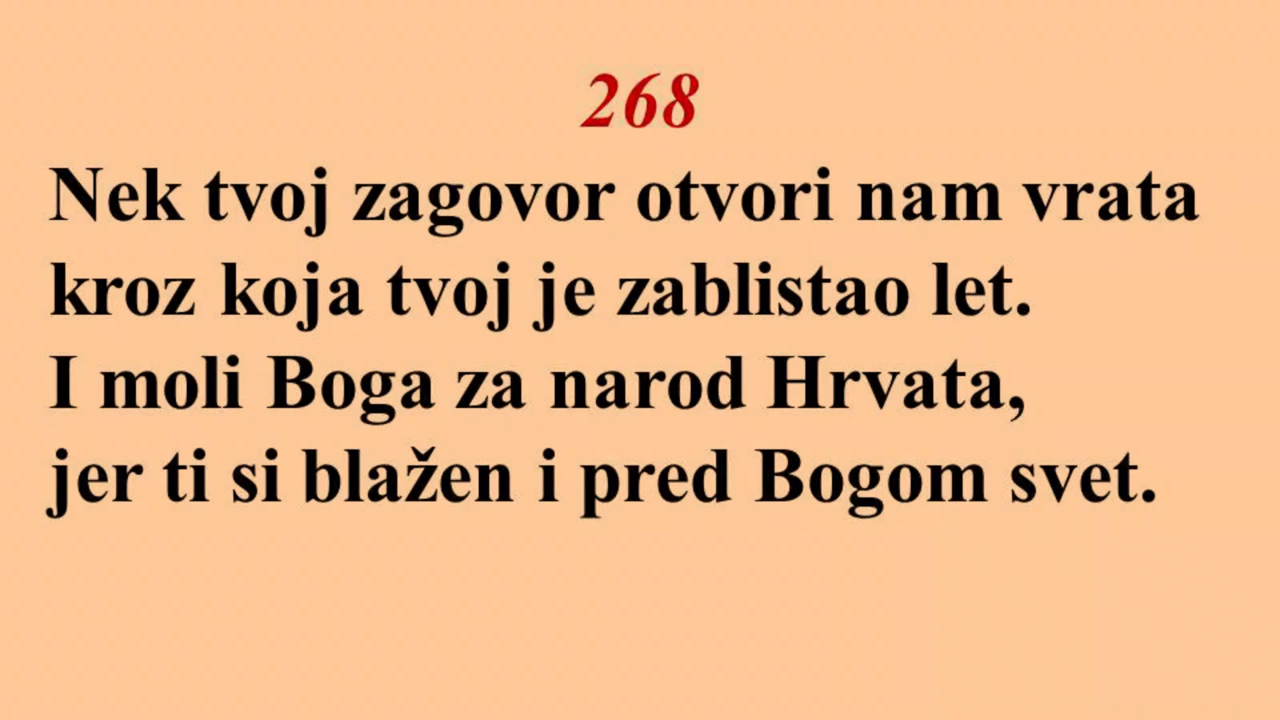 268
Nek tvoj zagovor otvori nam vrata
kroz koja tvoj je zablistao let.
I moli Boga za narod Hrvata,
jer ti si blažen i pred Bogom svet.